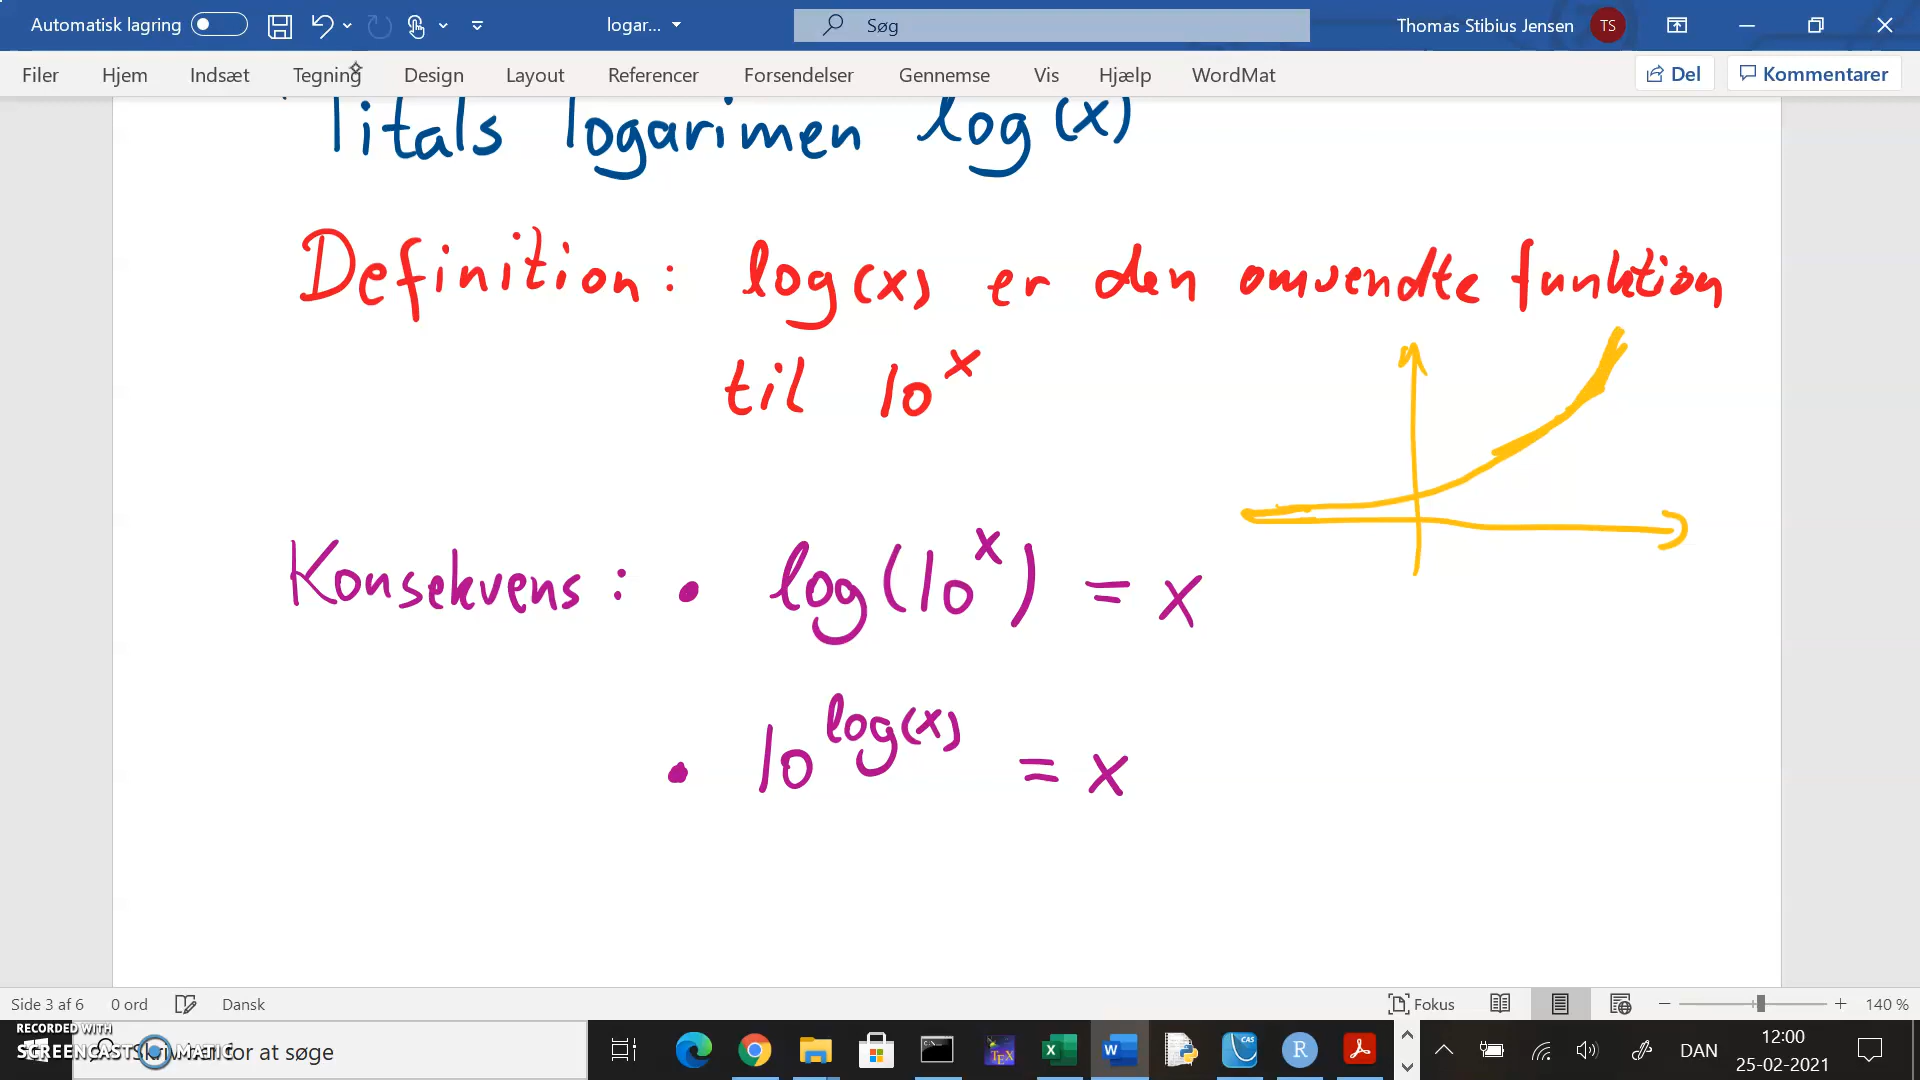 Automatisk lagring
logar...
Søg
Thomas Stibius Jensen
TS
Filer Hjem Indsæt Tegning Design Layout Referencer Forsendelser Gennemse Vis Hjælp WordMat Del Kommentarer
Titals logarimen log(x)
Definition: log(x) er den omvendte funktion
til 10^x
Konsekvens: • log(10^x) = x
• 10^log(x) = x
Side 3 af 6 0 ord Dansk Fokus 140 %
RECORDED WITH
SCREENCAST MATIC
for at søge
DAN
12:00
25-02-2021